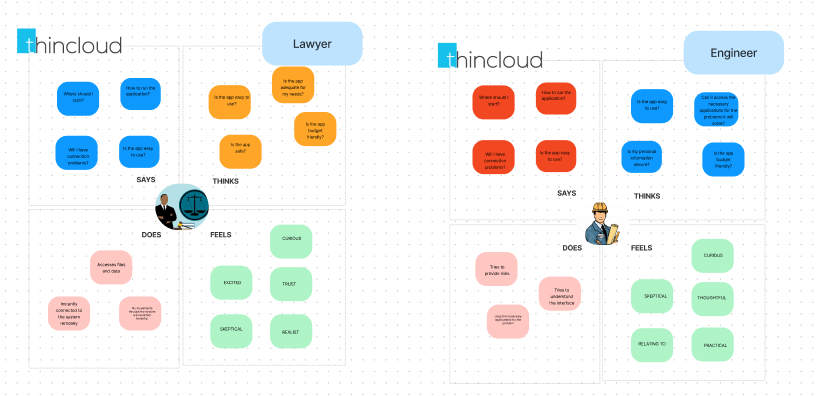 thincloud
Lawyer
Where should I
start?
How to run the
application?
Will I have
connection
problems?
Is the app easy
to use?
SAYS
Is the app easy to
use?
Is the app
adequate for
my needs?
Is the app
safe?
Is the app
budget
friendly?
THINKS
DOES
Accesses files
and data
Instantly
connected to
the system
remotely
FEELS
CURIOUS
EXCITED
TRUST
SKEPTICAL
REALIST
thincloud
Engineer
Where should I
start?
How to run the
application?
Will I have
connection
problems?
Is the app easy
to use?
SAYS
Is the app easy
to use?
Can it access the
necessary
applications for the
problems it will
solve?
Is my personal
information
Is the app
budget
friendly?
THINKS
DOES
Tries to
provide
Tries to
understand
the interface
FEELS
CURIOUS
SKEPTICAL
THOUGHTFUL
RELATING TO
PRACTICAL